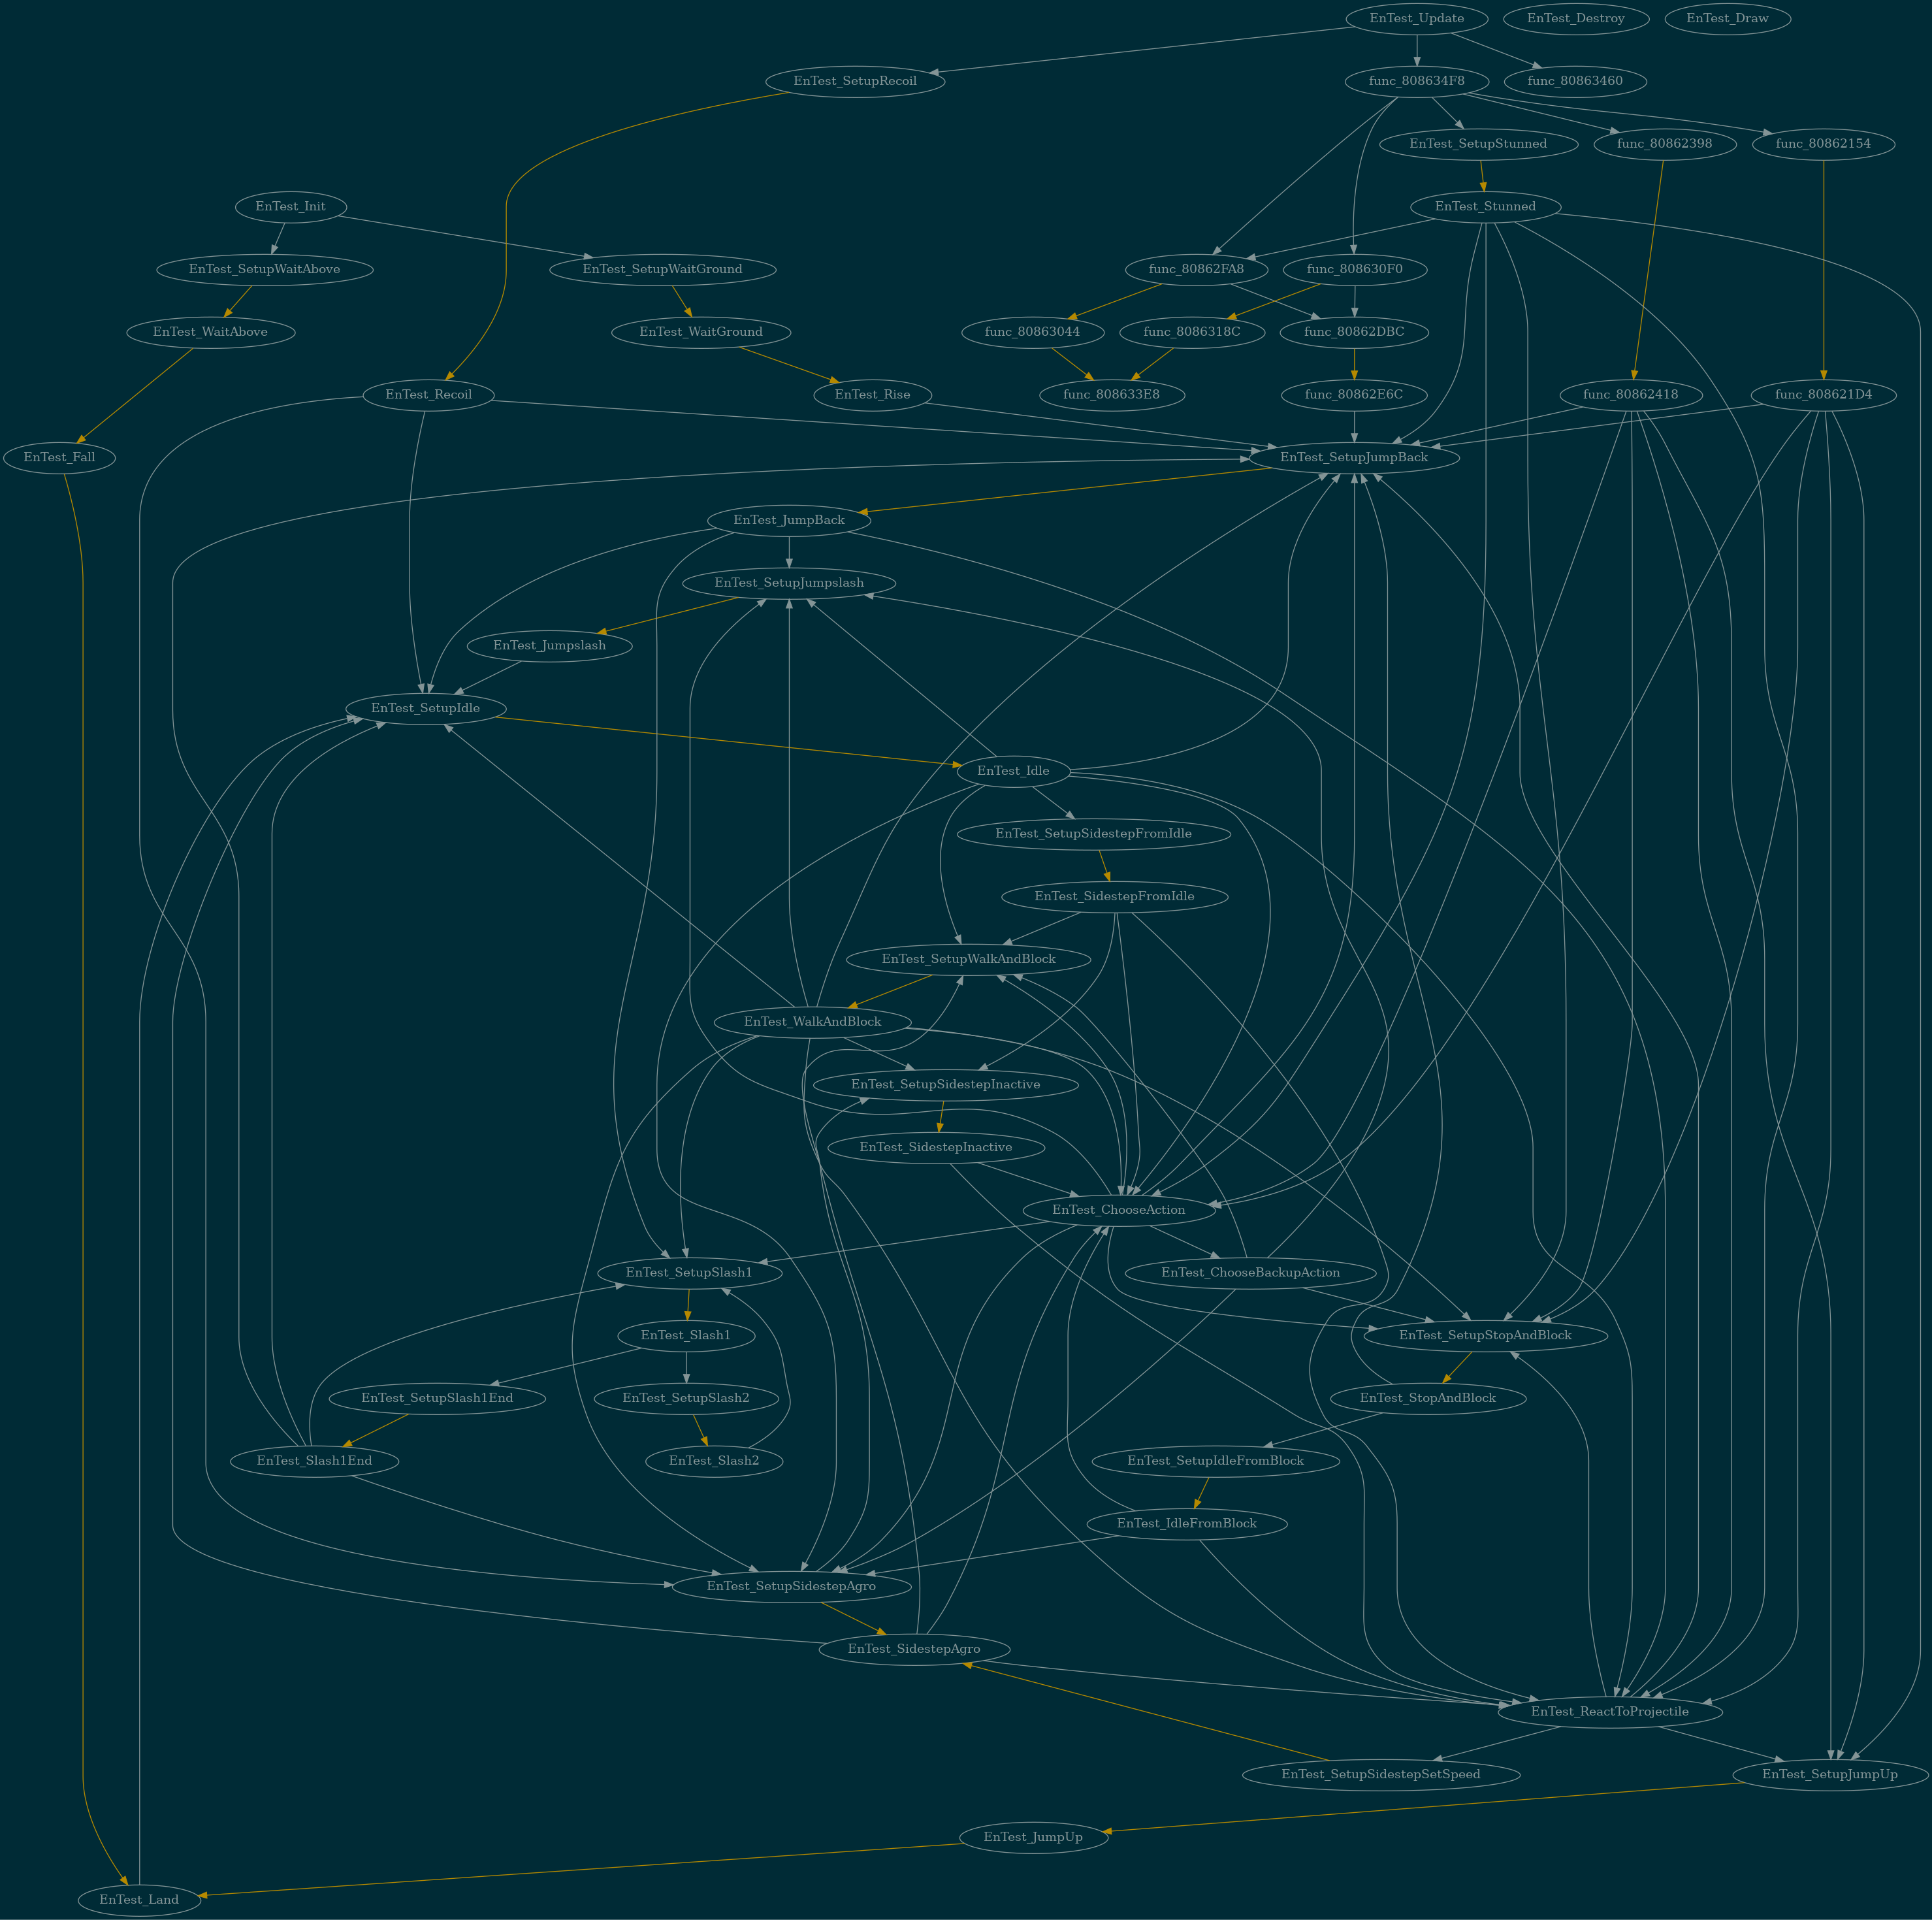 EnTest_Update
EnTest_Destroy
EnTest_Draw
EnTest_SetupRecoil
func_808634F8
func_80863460
EnTest_SetupStunned
func_80862398
func_80862154
EnTest_Init
EnTest_Stunned
EnTest_SetupWaitAbove
EnTest_SetupWaitGround
func_80862FA8
func_808630F0
EnTest_WaitAbove
EnTest_WaitGround
func_80863044
func_8086318C
func_80862DBC
EnTest_Recoil
EnTest_Rise
func_808633E8
func_80862E6C
func_80862418
func_808621D4
EnTest_Fall
EnTest_SetupJumpBack
EnTest_JumpBack
EnTest_SetupJumpslash
EnTest_Jumpslash
EnTest_SetupIdle
EnTest_Idle
EnTest_SetupSidestepFromIdle
EnTest_SidestepFromIdle
EnTest_SetupWalkAndBlock
EnTest_WalkAndBlock
EnTest_SetupSidestepInactive
EnTest_SidestepInactive
EnTest_ChooseAction
EnTest_SetupSlash1
EnTest_ChooseBackupAction
EnTest_Slash1
EnTest_SetupStopAndBlock
EnTest_SetupSlash1End
EnTest_SetupSlash2
EnTest_StopAndBlock
EnTest_Slash1End
EnTest_Slash2
EnTest_SetupIdleFromBlock
EnTest_IdleFromBlock
EnTest_SetupSidestepAgro
EnTest_SidestepAgro
EnTest_ReactToProjectile
EnTest_SetupSidestepSetSpeed
EnTest_SetupJumpUp
EnTest_JumpUp
EnTest_Land